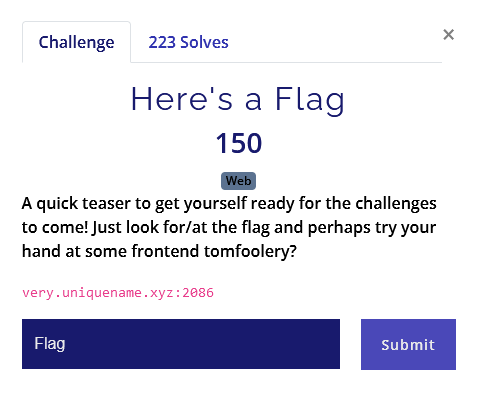 Challenge
223 Solves
×
Here's a Flag
150
Web
A quick teaser to get yourself ready for the challenges
to come! Just look for/at the flag and perhaps try your
hand at some frontend tomfoolery?
very.uniquename.xyz:2086
Flag
Submit